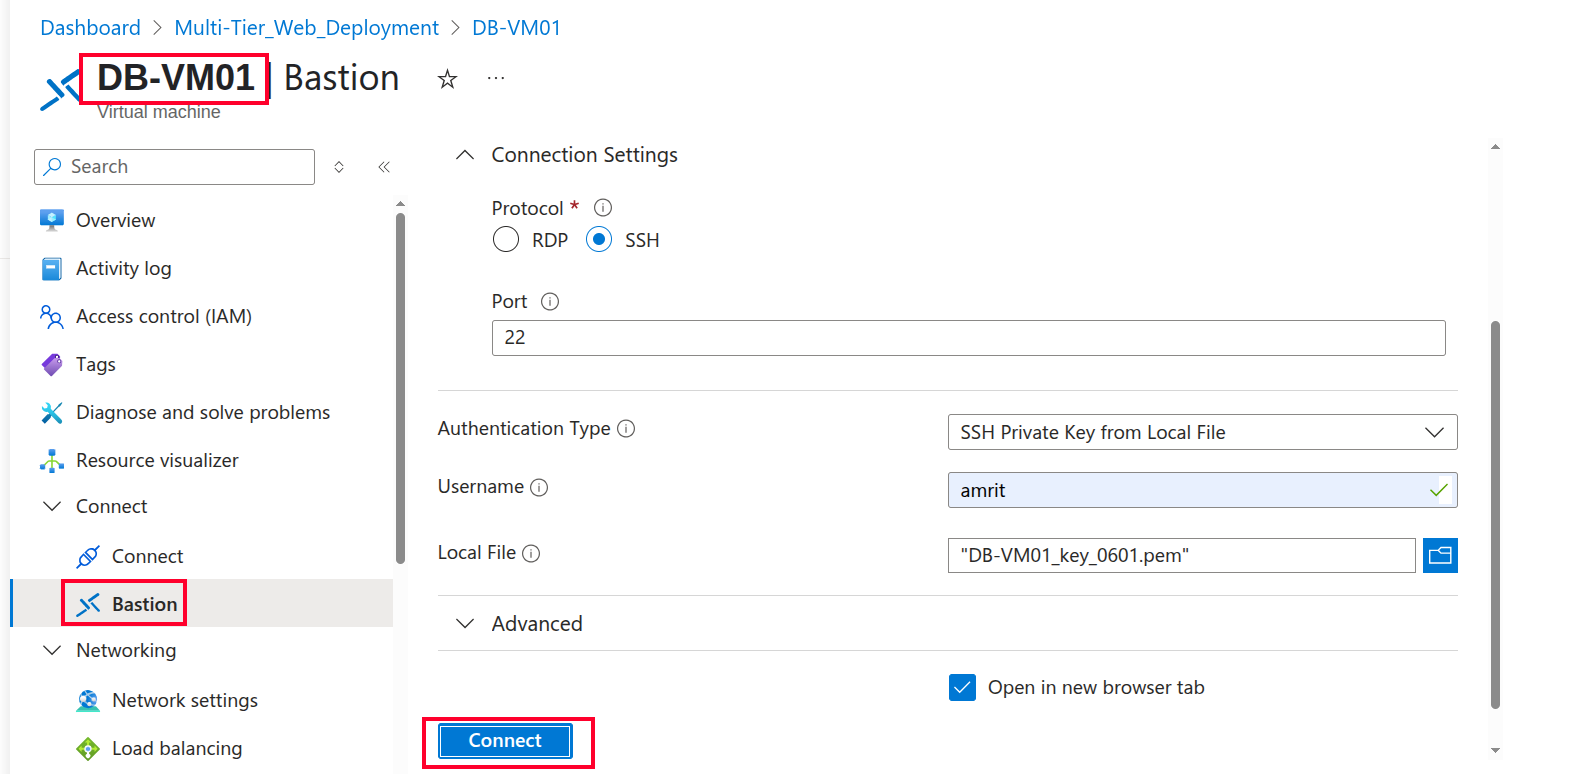 Dashboard > Multi-Tier_Web_Deployment > DB-VM01
DB-VM01 | Bastion
Virtual machine
Search
Overview
Activity log
Access control (IAM)
Tags
Diagnose and solve problems
Resource visualizer
Connect
Connect
Bastion
Networking
Network settings
Load balancing
Connection Settings
Protocol *
RDP SSH
Port
22
Authentication Type
SSH Private Key from Local File
Username
amrit
Local File
"DB-VM01_key_0601.pem"
Advanced
Open in new browser tab
Connect